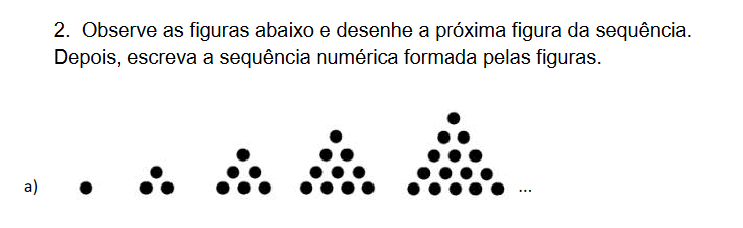 2. Observe as figuras abaixo e desenhe a próxima figura da sequência.
Depois, escreva a sequência numérica formada pelas figuras.
a)
...